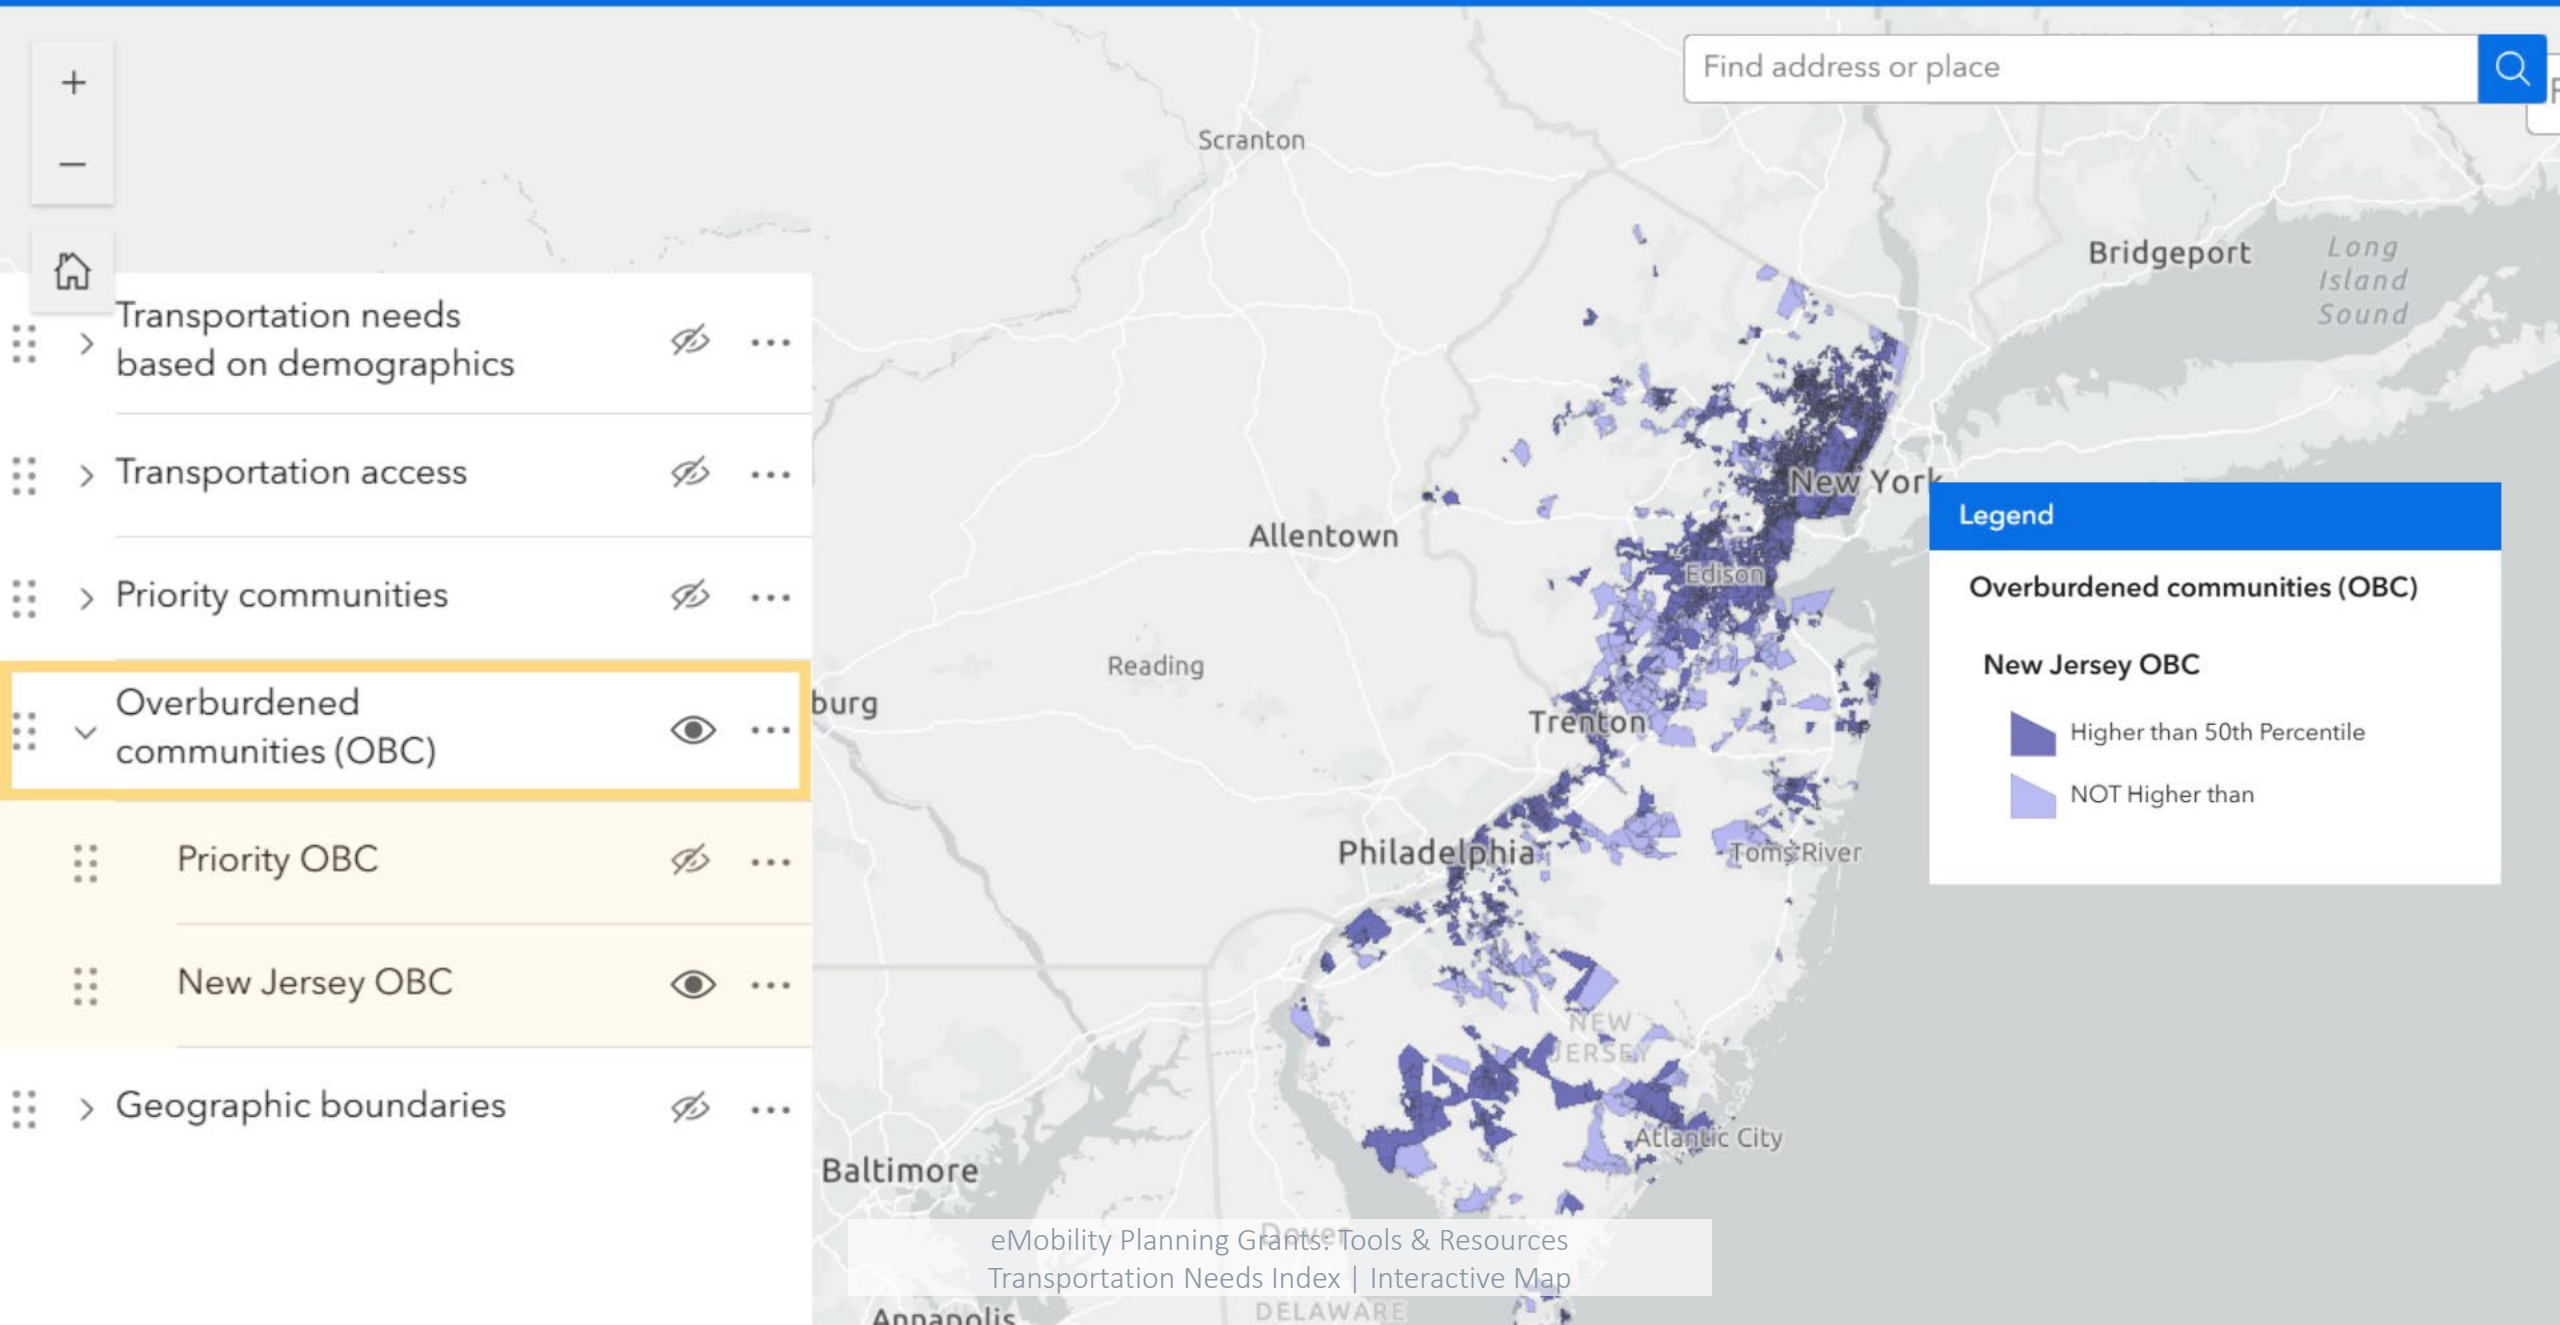 Find address or place
Scranton
Bridgeport
Long
Island
Sound
Transportation needs
based on demographics
Transportation access
Priority communities
Overburdened
communities (OBC)
Priority OBC
New Jersey OBC
Geographic boundaries
New York
Allentown
Edison
Reading
burg
Trenton
Philadelphia
Toms River
NEW
JERSEY
Atlantic City
Baltimore
Dover
Annapolis
DELAWARE
Legend
Overburdened communities (OBC)
New Jersey OBC
Higher than 50th Percentile
NOT Higher than
eMobility Planning Grants: Tools & Resources
Transportation Needs Index | Interactive Map